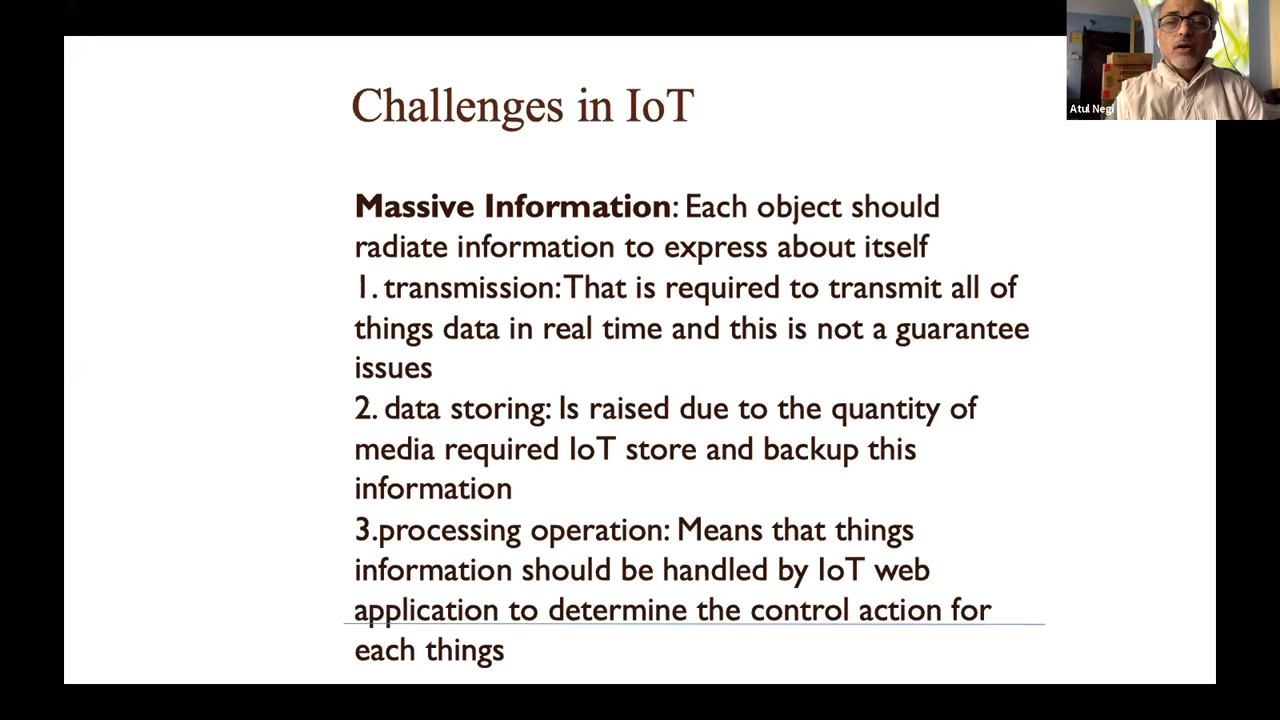 Challenges in IoT
Massive Information: Each object should
radiate information to express about itself
1. transmission: That is required to transmit all of
things data in real time and this is not a guarantee
issues
2. data storing: Is raised due to the quantity of
media required IoT store and backup this
information
3.processing operation: Means that things
information should be handled by IoT web
application to determine the control action for
each things
Atul Negi